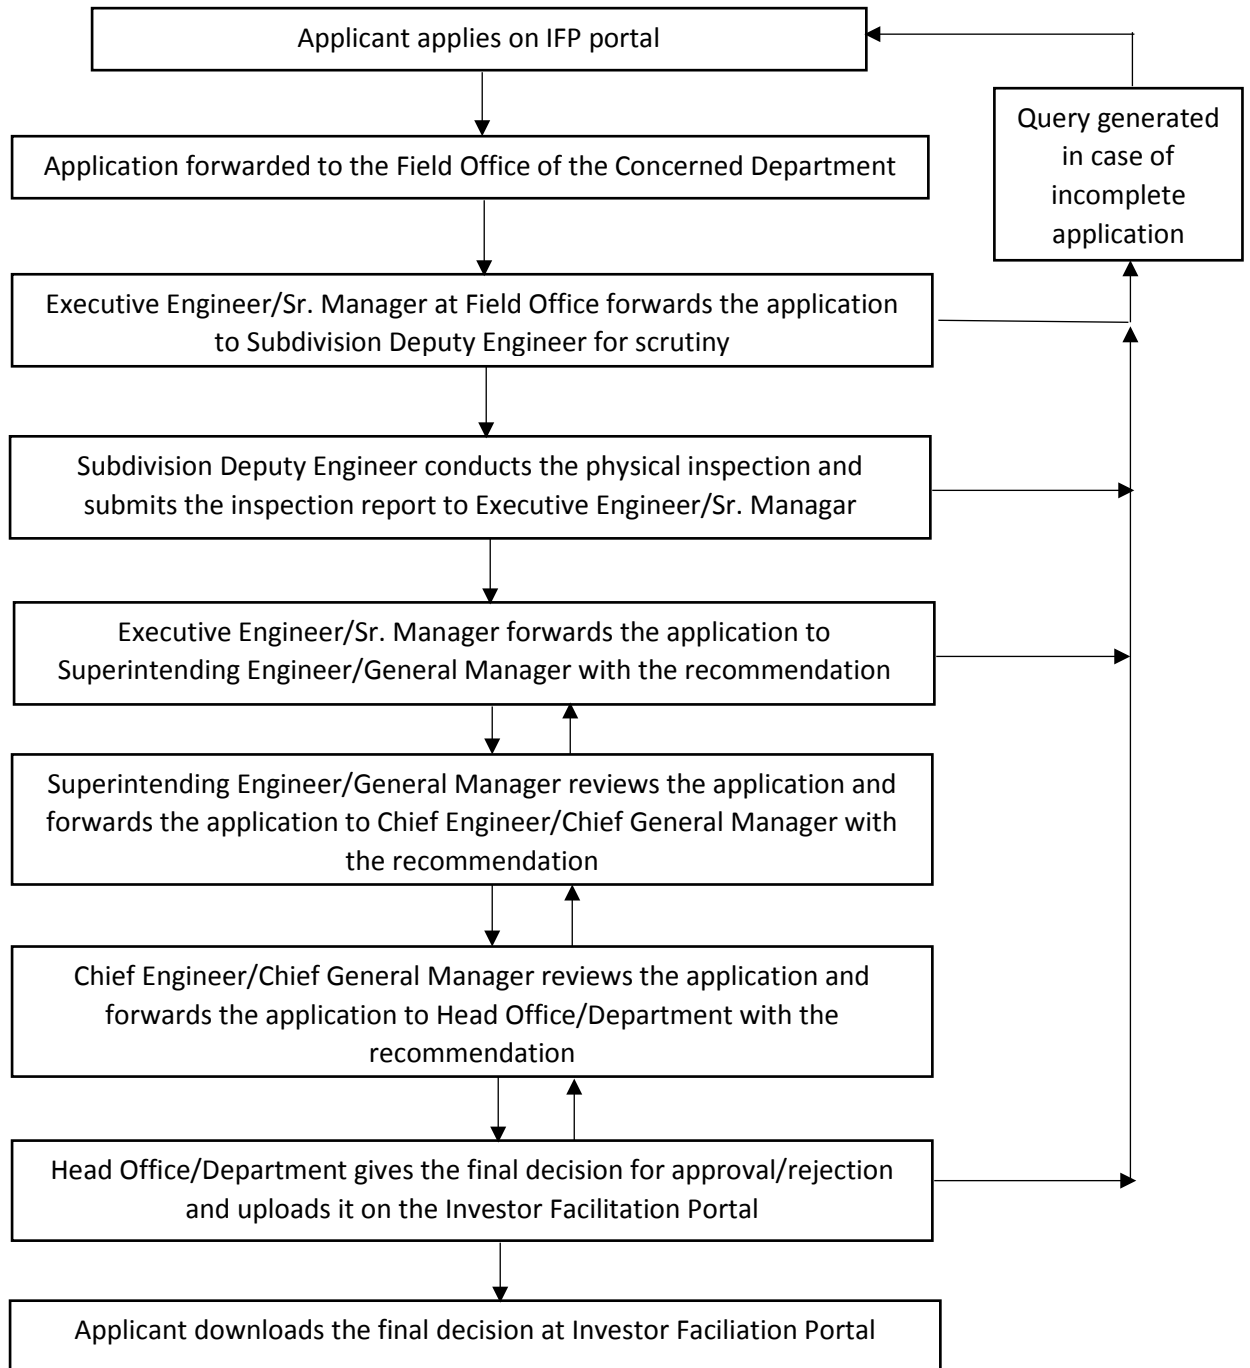 Applicant applies on IFP portal
Query generated
in case of
incomplete
application
Application forwarded to the Field Office of the Concerned Department
Executive Engineer/Sr. Manager at Field Office forwards the application
to Subdivision Deputy Engineer for scrutiny
Subdivision Deputy Engineer conducts the physical inspection and
submits the inspection report to Executive Engineer/Sr. Managar
Executive Engineer/Sr. Manager forwards the application to
Superintending Engineer/General Manager with the recommendation
Superintending Engineer/General Manager reviews the application and
forwards the application to Chief Engineer/Chief General Manager with
the recommendation
Chief Engineer/Chief General Manager reviews the application and
forwards the application to Head Office/Department with the
recommendation
Head Office/Department gives the final decision for approval/rejection
and uploads it on the Investor Facilitation Portal
Applicant downloads the final decision at Investor Faciliation Portal